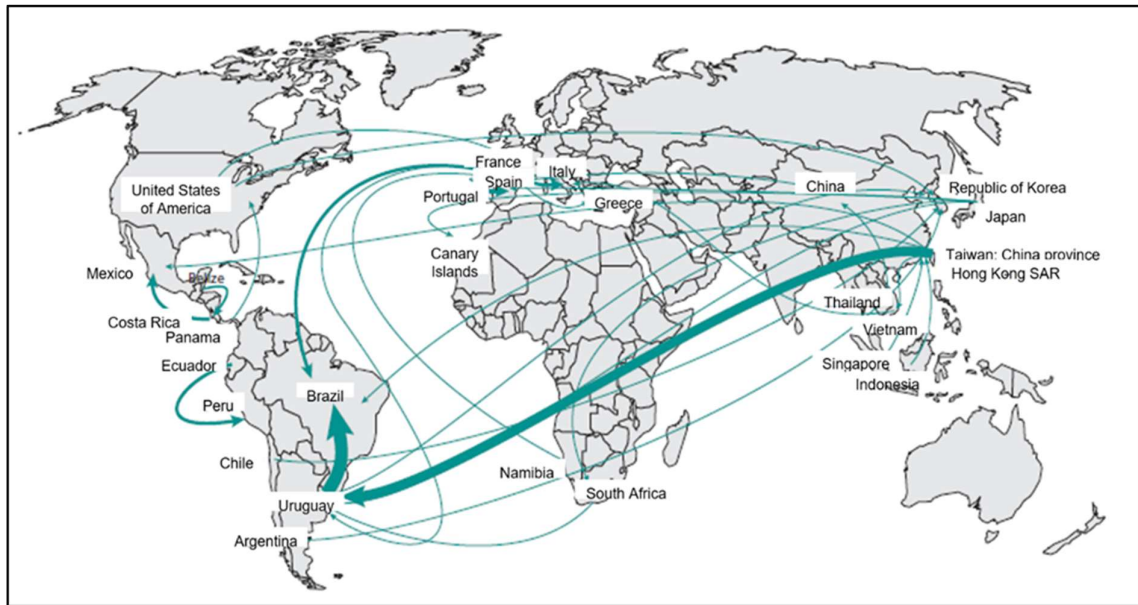 France
Italy
Spain
United States
of America
Portugal
Greece
China
Republic of Korea
Japan
Canary
Islands
Mexico
Belize
Taiwan: China province
Hong Kong SAR
Costa Rica
Panama
Thailand
Vietnam
Ecuador
Singapore
Indonesia
Peru
Brazil
Chile
Namibia
South Africa
Uruguay
Argentina